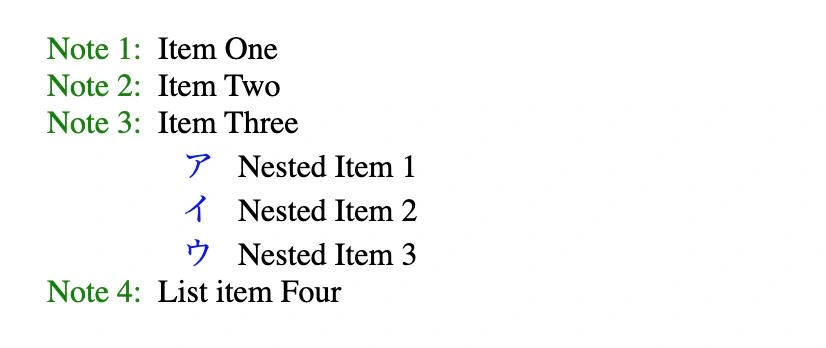 Note 1: Item One
Note 2: Item Two
Note 3: Item Three
ア Nested Item 1
イ Nested Item 2
ウ Nested Item 3
Note 4: List item Four